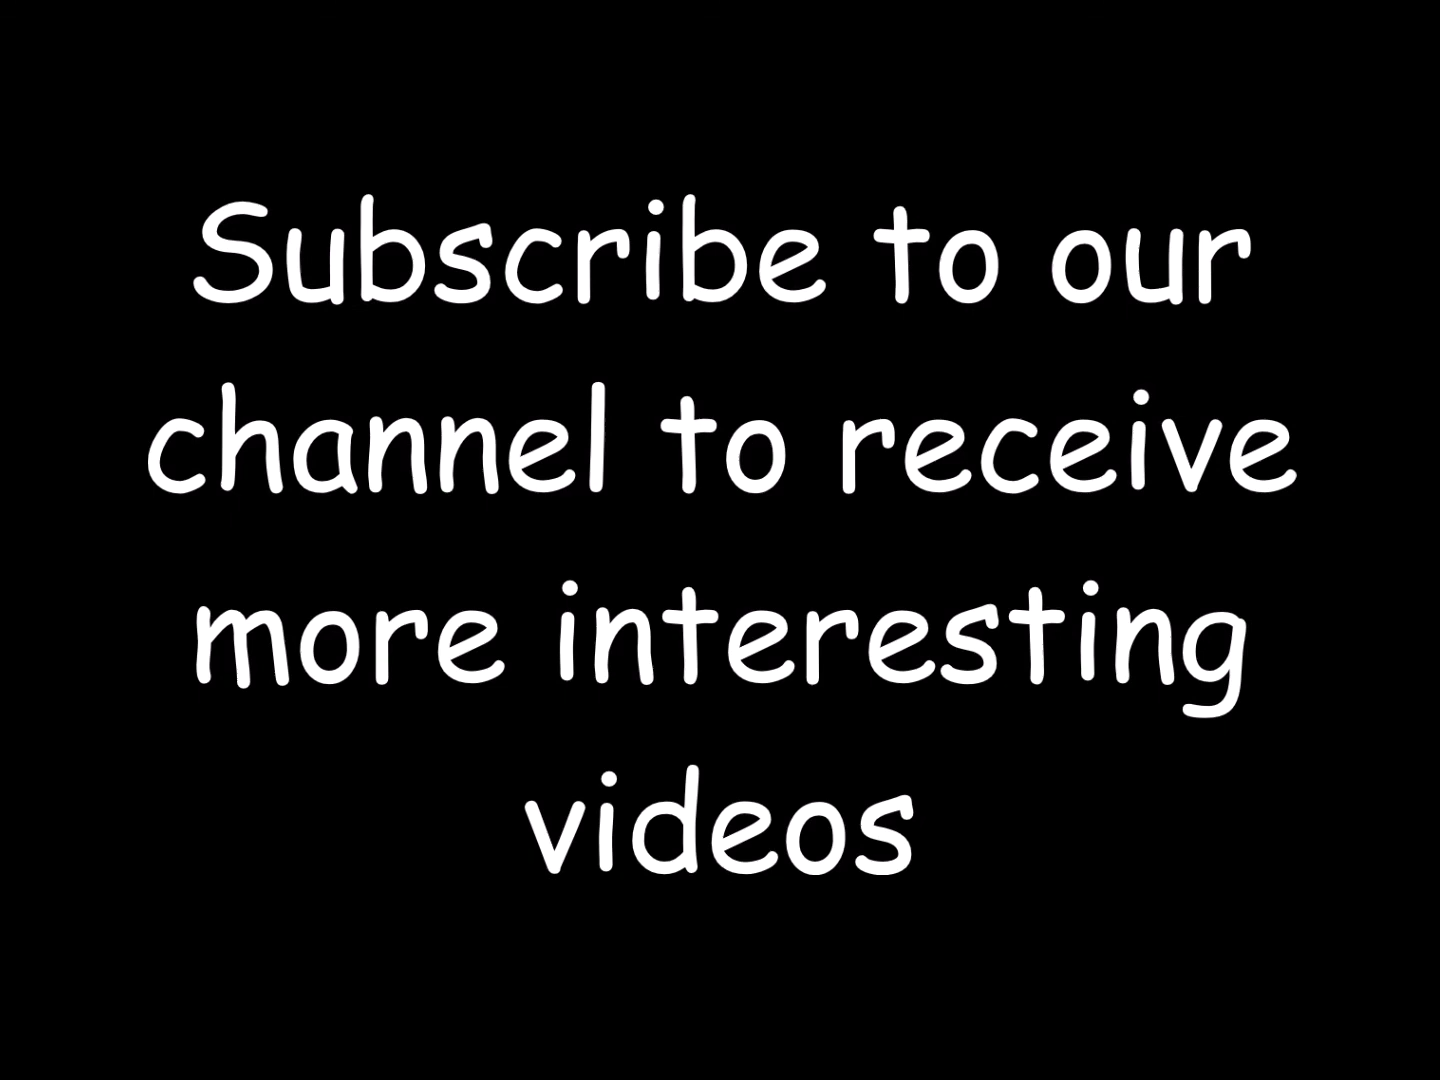 Subscribe to our
channel to receive
more interesting
videos